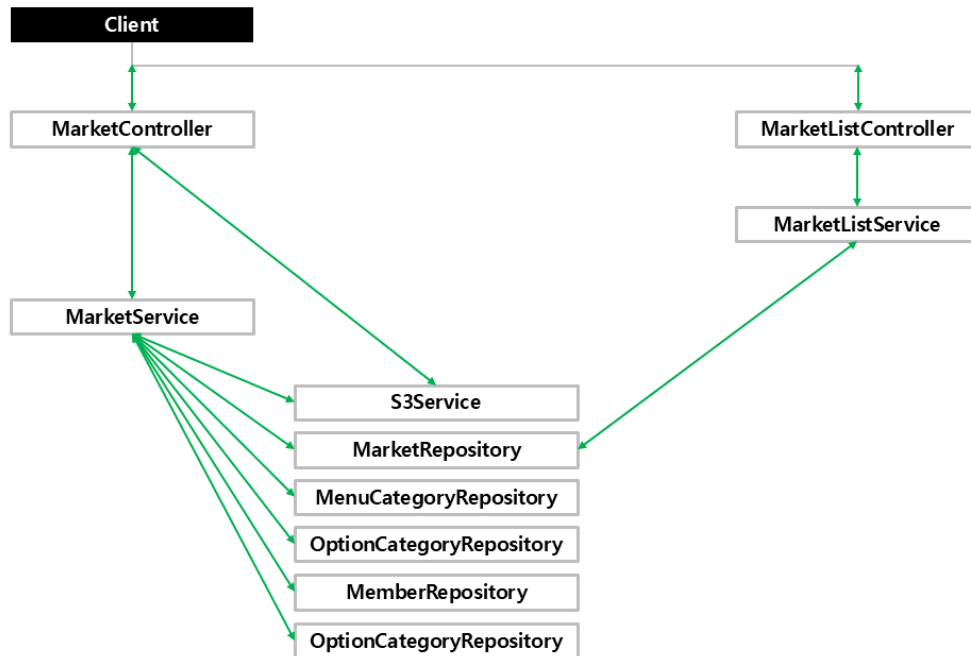 Client
MarketController
MarketListController
MarketListService
MarketService
S3Service
MarketRepository
MenuCategoryRepository
OptionCategoryRepository
MemberRepository
OptionCategoryRepository